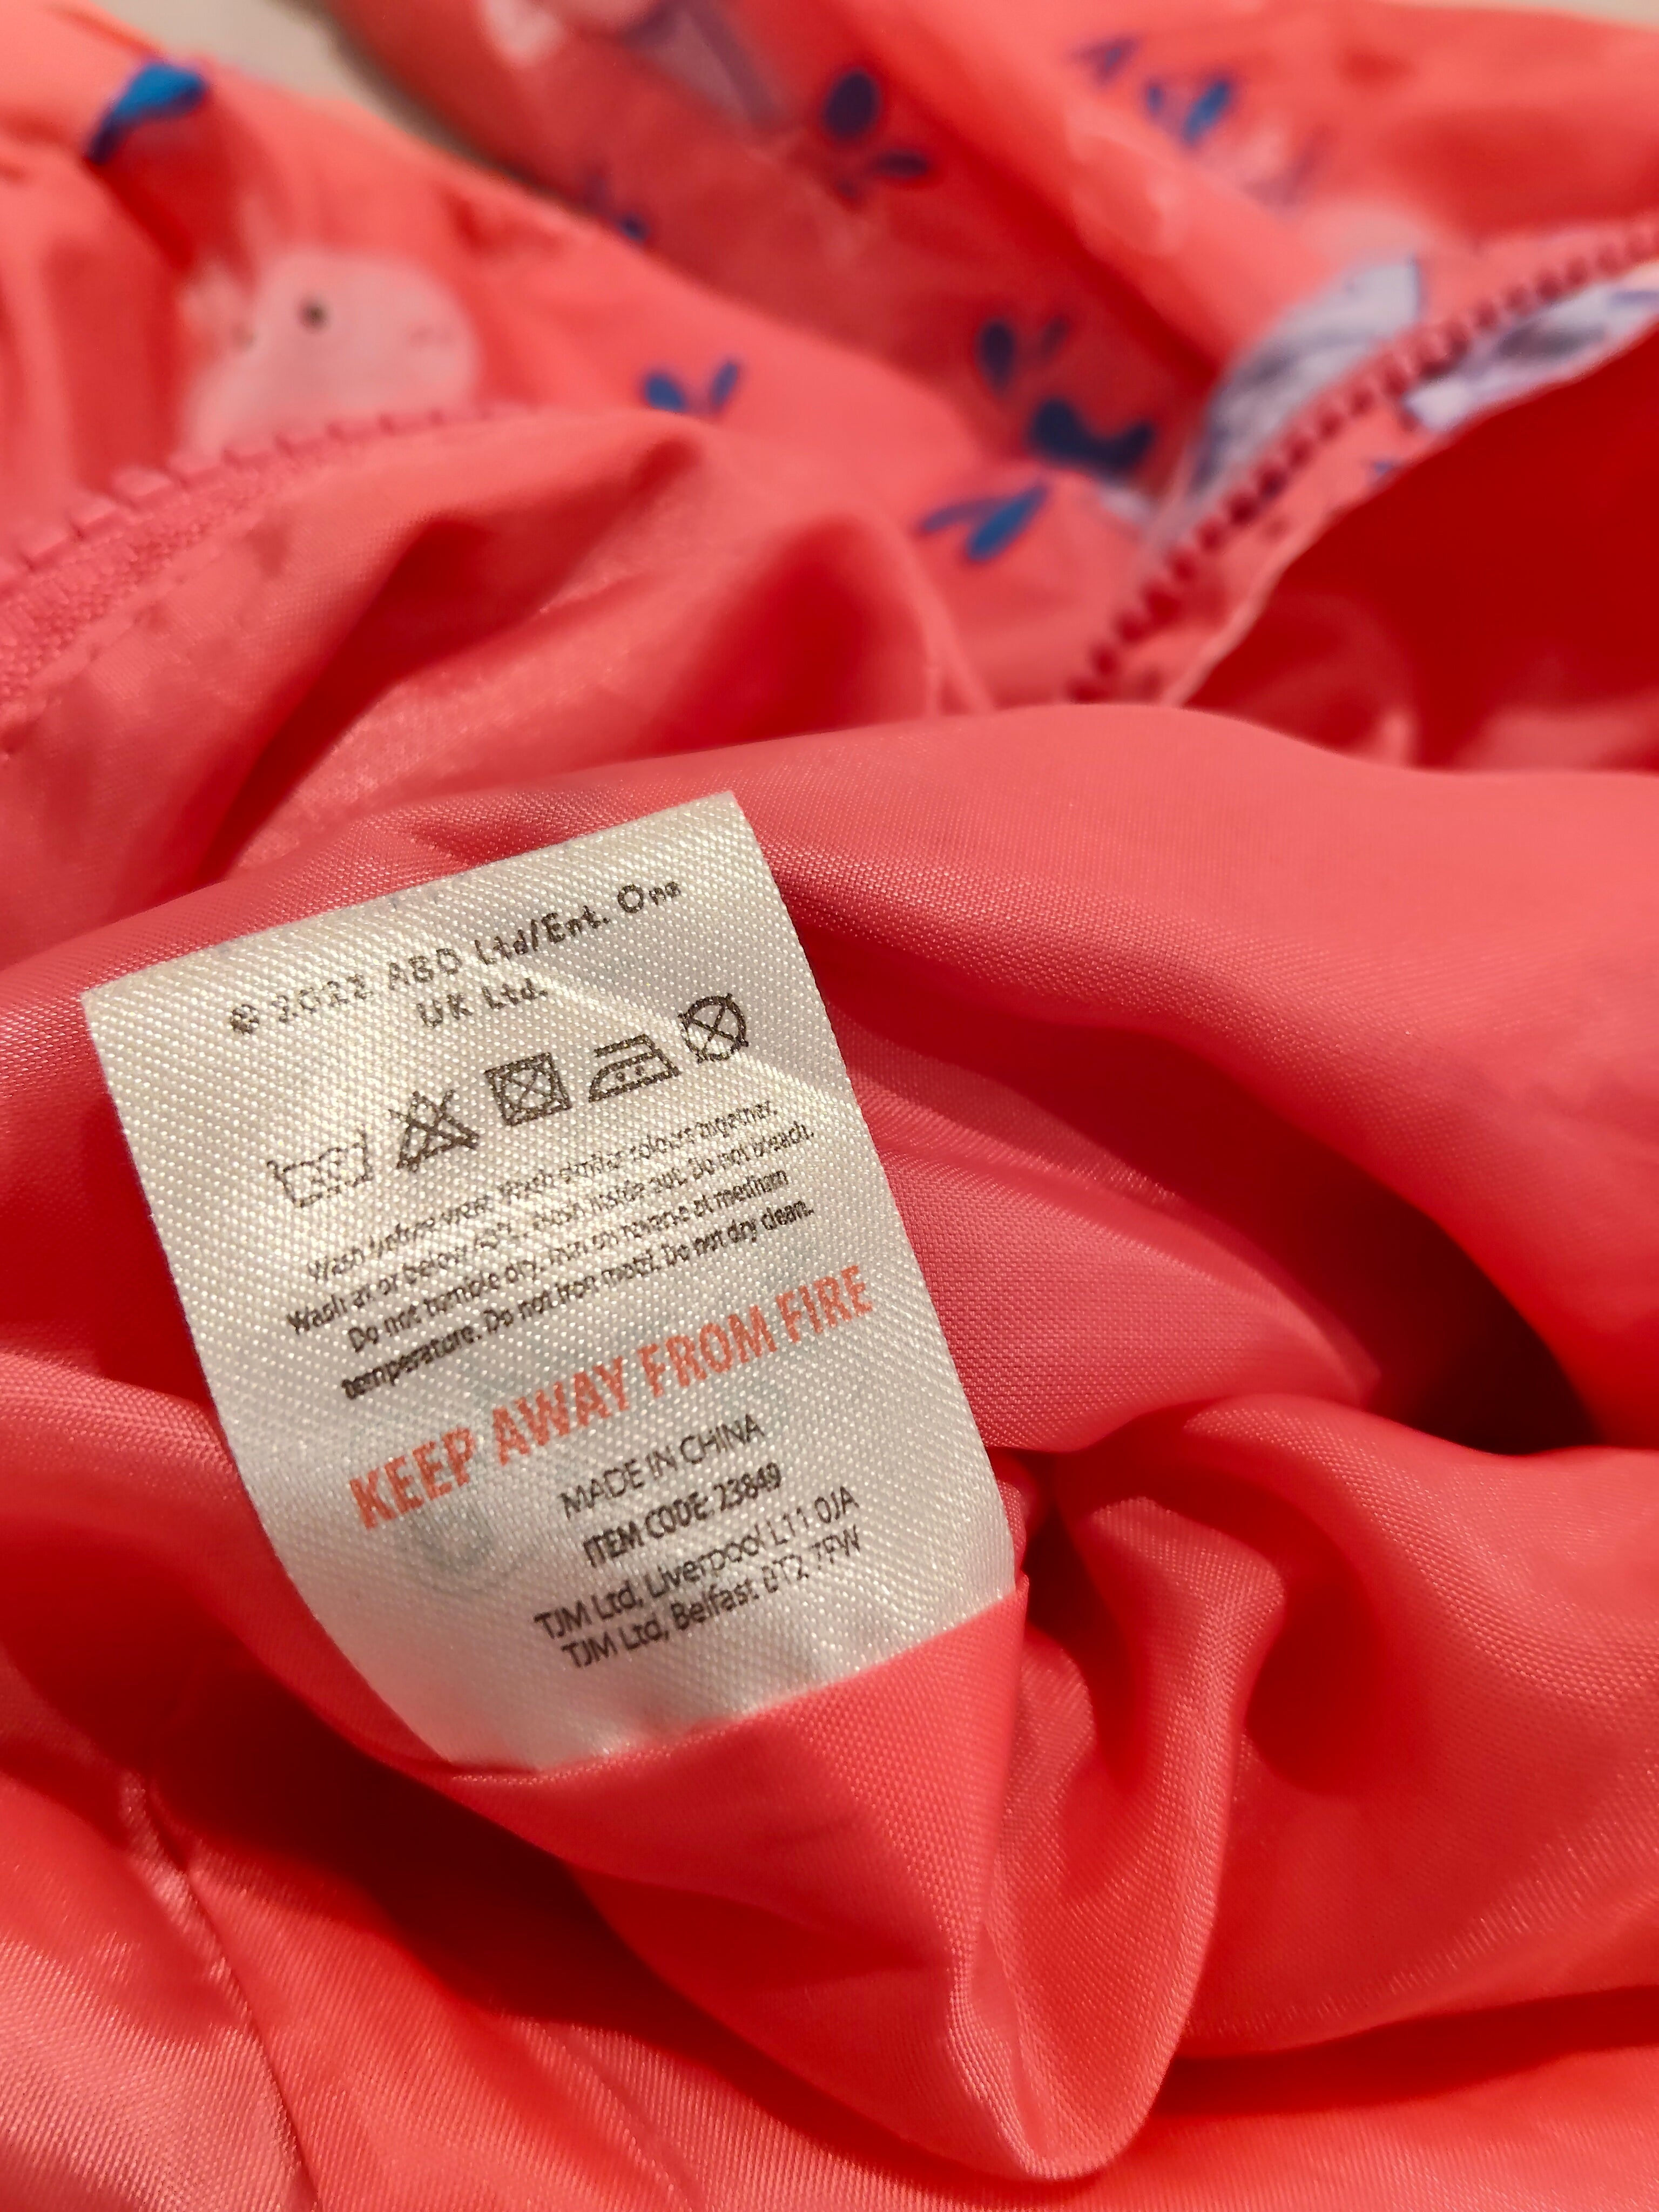 © 2022 ABD Ltd/Ent. One
UK Ltd.
Wash before wear. Wash similar colours together.
Wash at or below 40°C. Wash inside out. Do not bleach.
Do not tumble dry. Iron on reverse at medium
temperature. Do not iron motif. Do not dry clean.
KEEP AWAY FROM FIRE
MADE IN CHINA
ITEM CODE: 23849
TJM Ltd, Liverpool L11 0JA
TJM Ltd, Belfast BT2 7FW